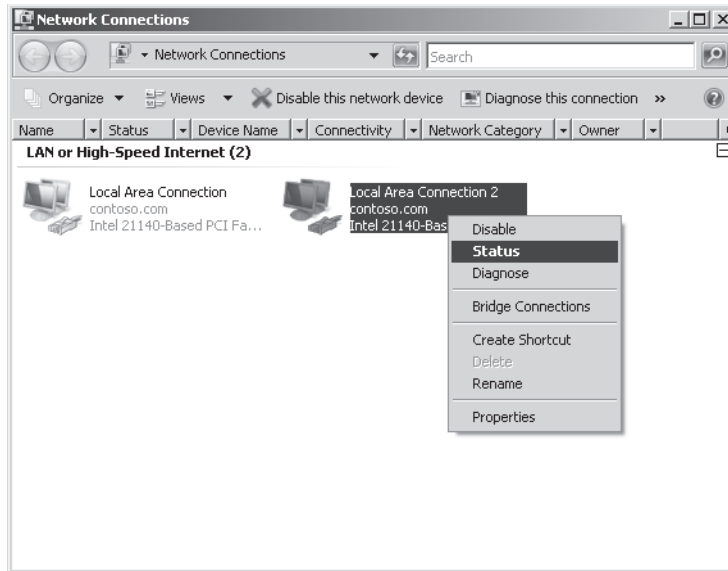 Network Connections
Network Connections Search
Organize Views Disable this network device Diagnose this connection »
Name Status Device Name Connectivity Network Category Owner
LAN or High-Speed Internet (2)
Local Area Connection Local Area Connection 2
contoso.com contoso.com
Intel 21140-Based PCI Fa... Intel 21140-Bas
Disable
Status
Diagnose
Bridge Connections
Create Shortcut
Delete
Rename
Properties